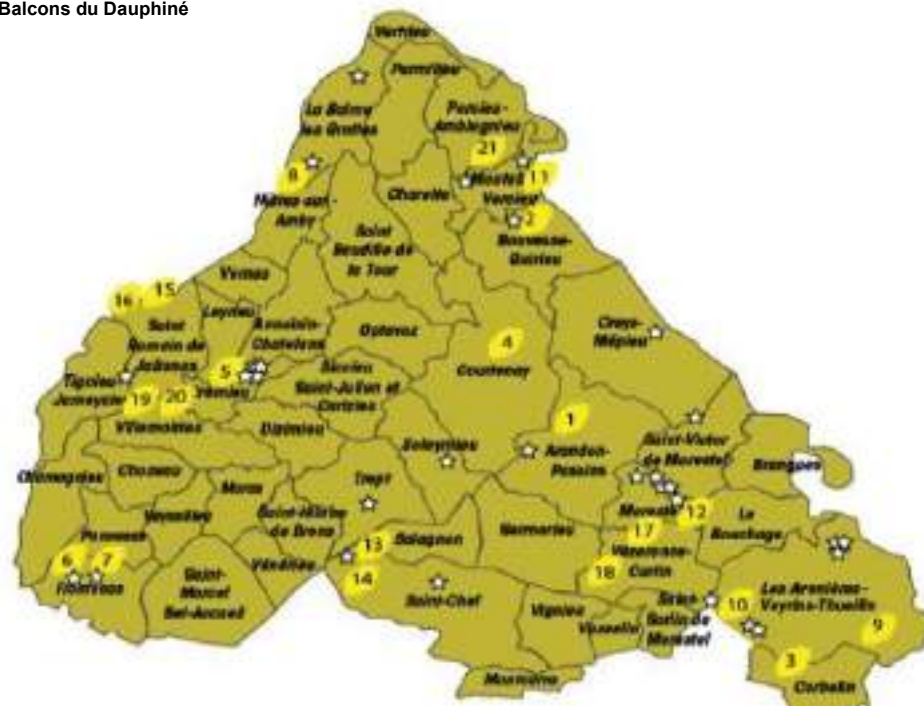 Balcons du Dauphiné
Vertrieu
Parmilieu
La Balme
les Grottes
Porcieu-
Amblagnieu
21
8
11
Charette
Montalieu
Vercieu
Hières-sur-
Amby
2
Bouvesse-
Quirieu
Saint
Baudille de
la Tour
Vernas
16
15
Leyrieu
Annoisin-
Chatelans
Optevoz
4
Courtenay
Creys-
Mépieu
Saint
Romain de
Jalionas
5
Siccieu
Saint-Julien et
Carizieu
Tignieu
Jameyzieu
19
20
Crémieu
Villemoirieu
Dizimieu
1
Soleymieu
Arandon-
Passins
Saint-Victor
de Morestel
Brangues
Chamagnieu
Chozeau
Moras
Trept
Saint-Hilaire
de Brens
Morestel
12
Le
Bouchage
Veyssilieu
Panossas
6
7
Frontonas
Vénérieu
13
14
Salagnon
Sermérieu
17
18
Vézeronce-
Curtin
Saint-
Marcel
Bel-Accueil
Saint-Chef
Vignieu
Vasselin
Sorlin de
Morestel
10
Les Avenières-
Veyrins-Thuellin
9
3
Corbelin